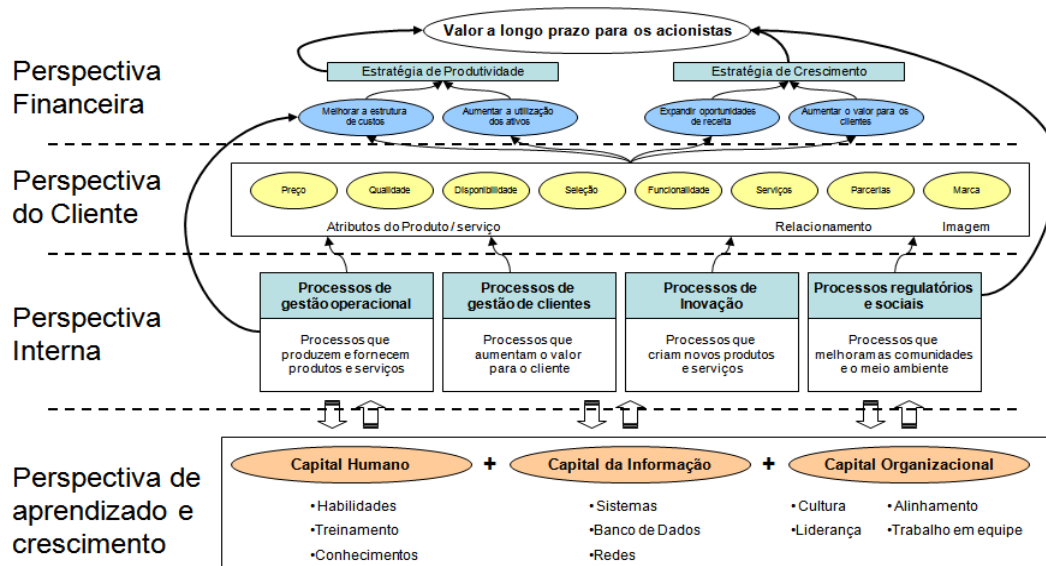 Valor a longo prazo para os acionistas
Perspectiva
Financeira
Estratégia de Produtividade
Estratégia de Crescimento
Melhorar a estrutura
de custos
Aumentar a utilização
dos ativos
Expandir oportunidades
de receita
Aumentar o valor para os
clientes
Perspectiva
do Cliente
Preço
Qualidade
Disponibilidade
Seleção
Funcionalidade
Serviços
Parcerias
Marca
Atributos do Produto / serviço
Relacionamento
Imagem
Perspectiva
Interna
Processos de
gestão operacional
Processos que
produzem e fornecem
produtos e serviços
Processos de
gestão de clientes
Processos que
aumentam o valor
para o cliente
Processos de
Inovação
Processos que
criam novos produtos
e serviços
Processos regulatórios
e sociais
Processos que
melhoram as comunidades
e o meio ambiente
Perspectiva de
aprendizado e
crescimento
Capital Humano
+
Capital da Informação
+
Capital Organizacional
•Habilidades
•Treinamento
•Conhecimentos
•Sistemas
•Banco de Dados
•Redes
•Cultura
•Liderança
•Alinhamento
•Trabalho em equipe